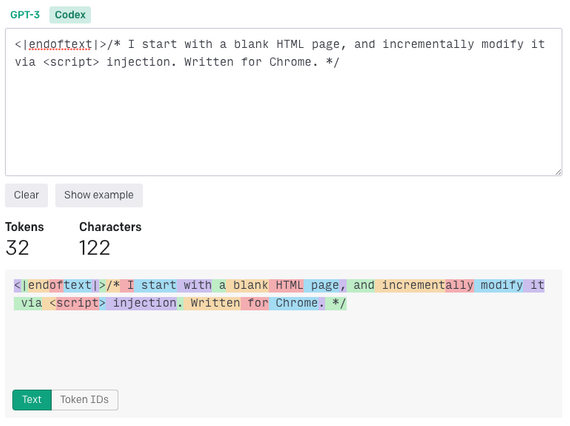 GPT-3 Codex
<|endoftext|>/* I start with a blank HTML page, and incrementally modify it
via <script> injection. Written for Chrome. */
Clear Show example
Tokens Characters
32 122
<|endoftext|>/* I start with a blank HTML page, and incrementally modify it
via <script> injection. Written for Chrome. */
Text Token IDs